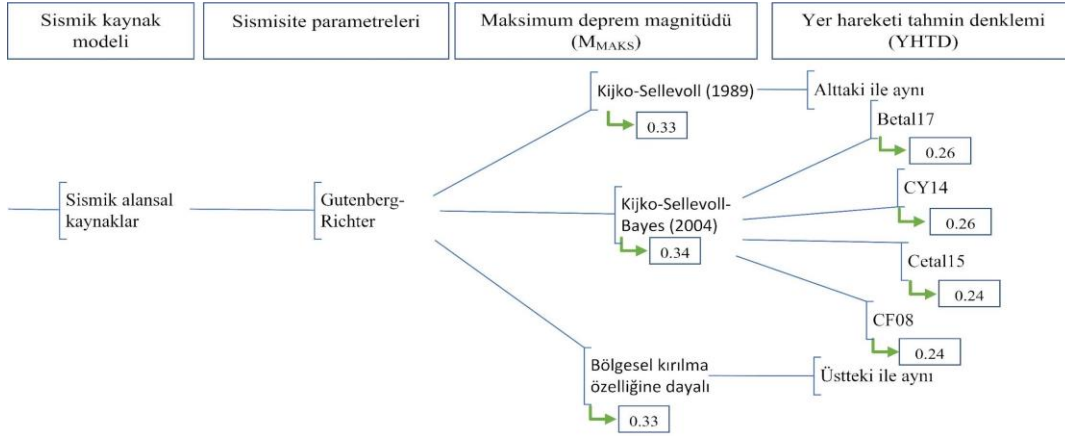 Sismik kaynak
modeli
Sismisite parametreleri
Maksimum deprem magnitüdü
(MMAKS)
Yer hareketi tahmin denklemi
(YHTD)
Kijko-Sellevoll (1989)
0.33
Alttaki ile aynı
Betal17
0.26
Sismik alansal
kaynaklar
Gutenberg-
Richter
Kijko-Sellevoll-
Bayes (2004)
0.34
CY14
0.26
Cetal15
0.24
CF08
0.24
Bölgesel kırılma
özelliğine dayalı
0.33
Üstteki ile aynı